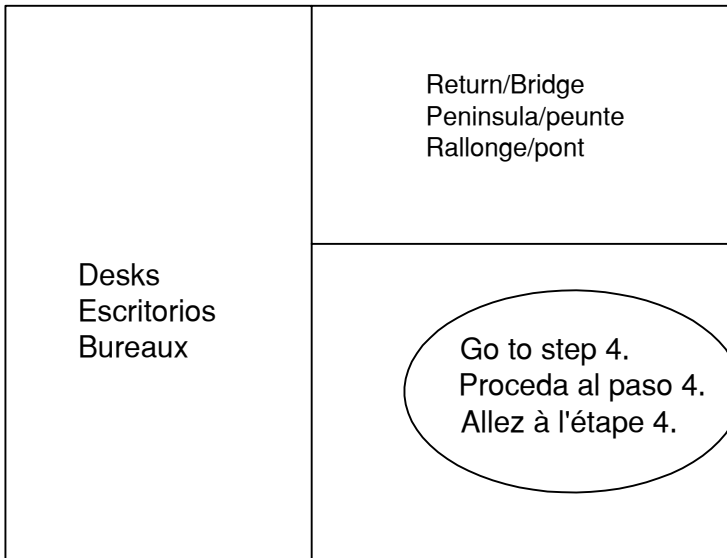 Return/Bridge
Peninsula/peunte
Rallonge/pont
Desks
Escritorios
Bureaux
Go to step 4.
Proceda al paso 4.
Allez à l'étape 4.